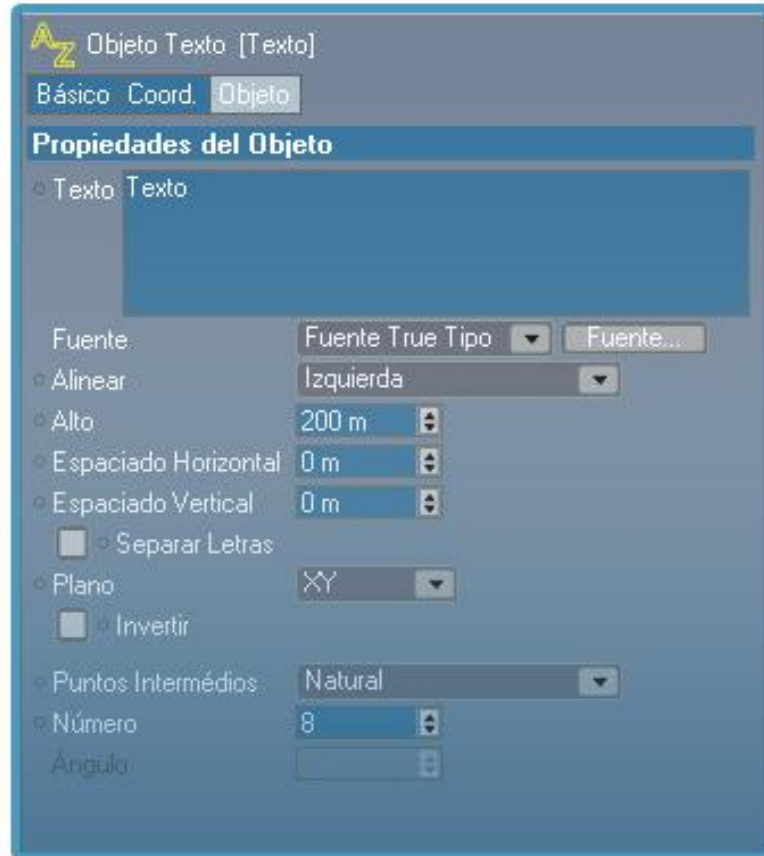 Objeto Texto [Texto]
Básico Coord. Objeto
Propiedades del Objeto
Texto Texto
Fuente Fuente True Tipo Fuente...
Alinear Izquierda
Alto 200 m
Espaciado Horizontal 0 m
Espaciado Vertical 0 m
Separar Letras
Plano XY
Invertir
Puntos Intermédios Natural
Número 8
Ángulo